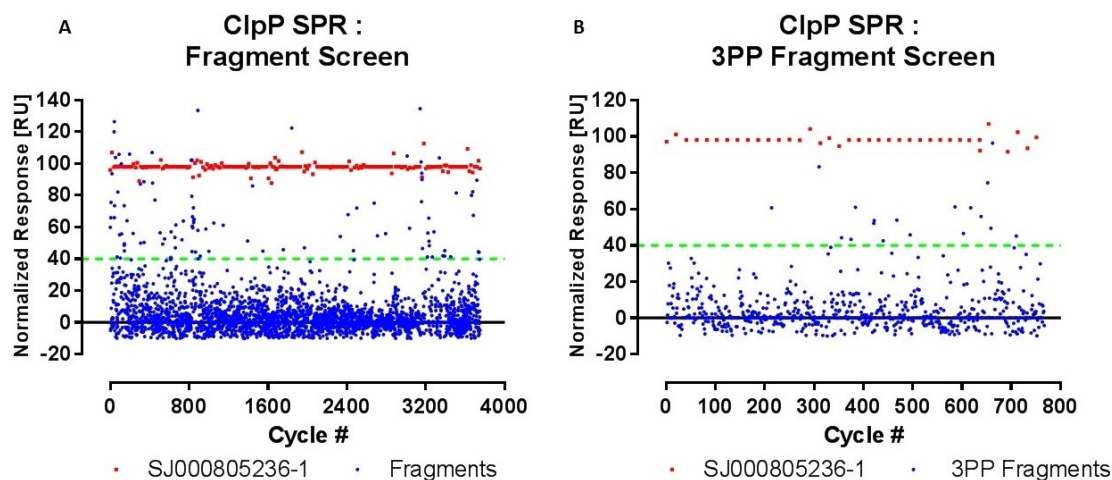 A
ClpP SPR :
Fragment Screen
Normalized Response [RU]
140
120
100
80
60
40
20
0
-20
0 800 1600 2400 3200 4000
Cycle #
SJ000805236-1 Fragments
B
ClpP SPR :
3PP Fragment Screen
Normalized Response [RU]
120
100
80
60
40
20
0
-20
0 100 200 300 400 500 600 700 800
Cycle #
SJ000805236-1 3PP Fragments